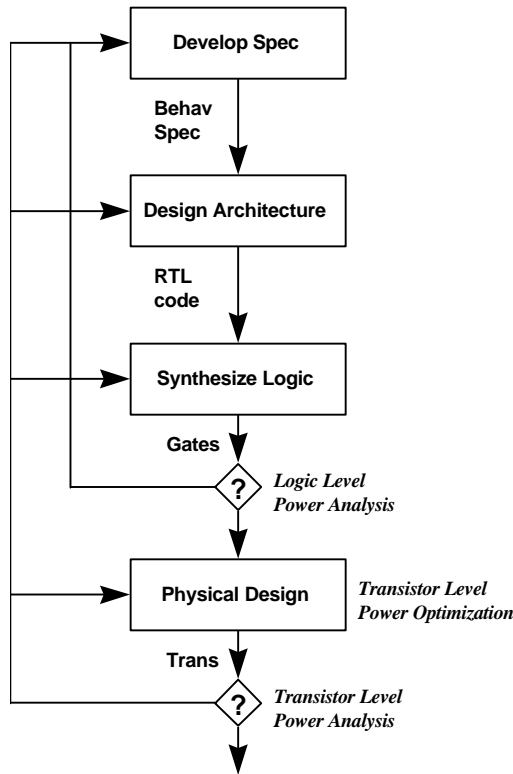 Develop Spec
Behav
Spec
Design Architecture
RTL
code
Synthesize Logic
Gates
?
Logic Level
Power Analysis
Physical Design
Transistor Level
Power Optimization
Trans
?
Transistor Level
Power Analysis